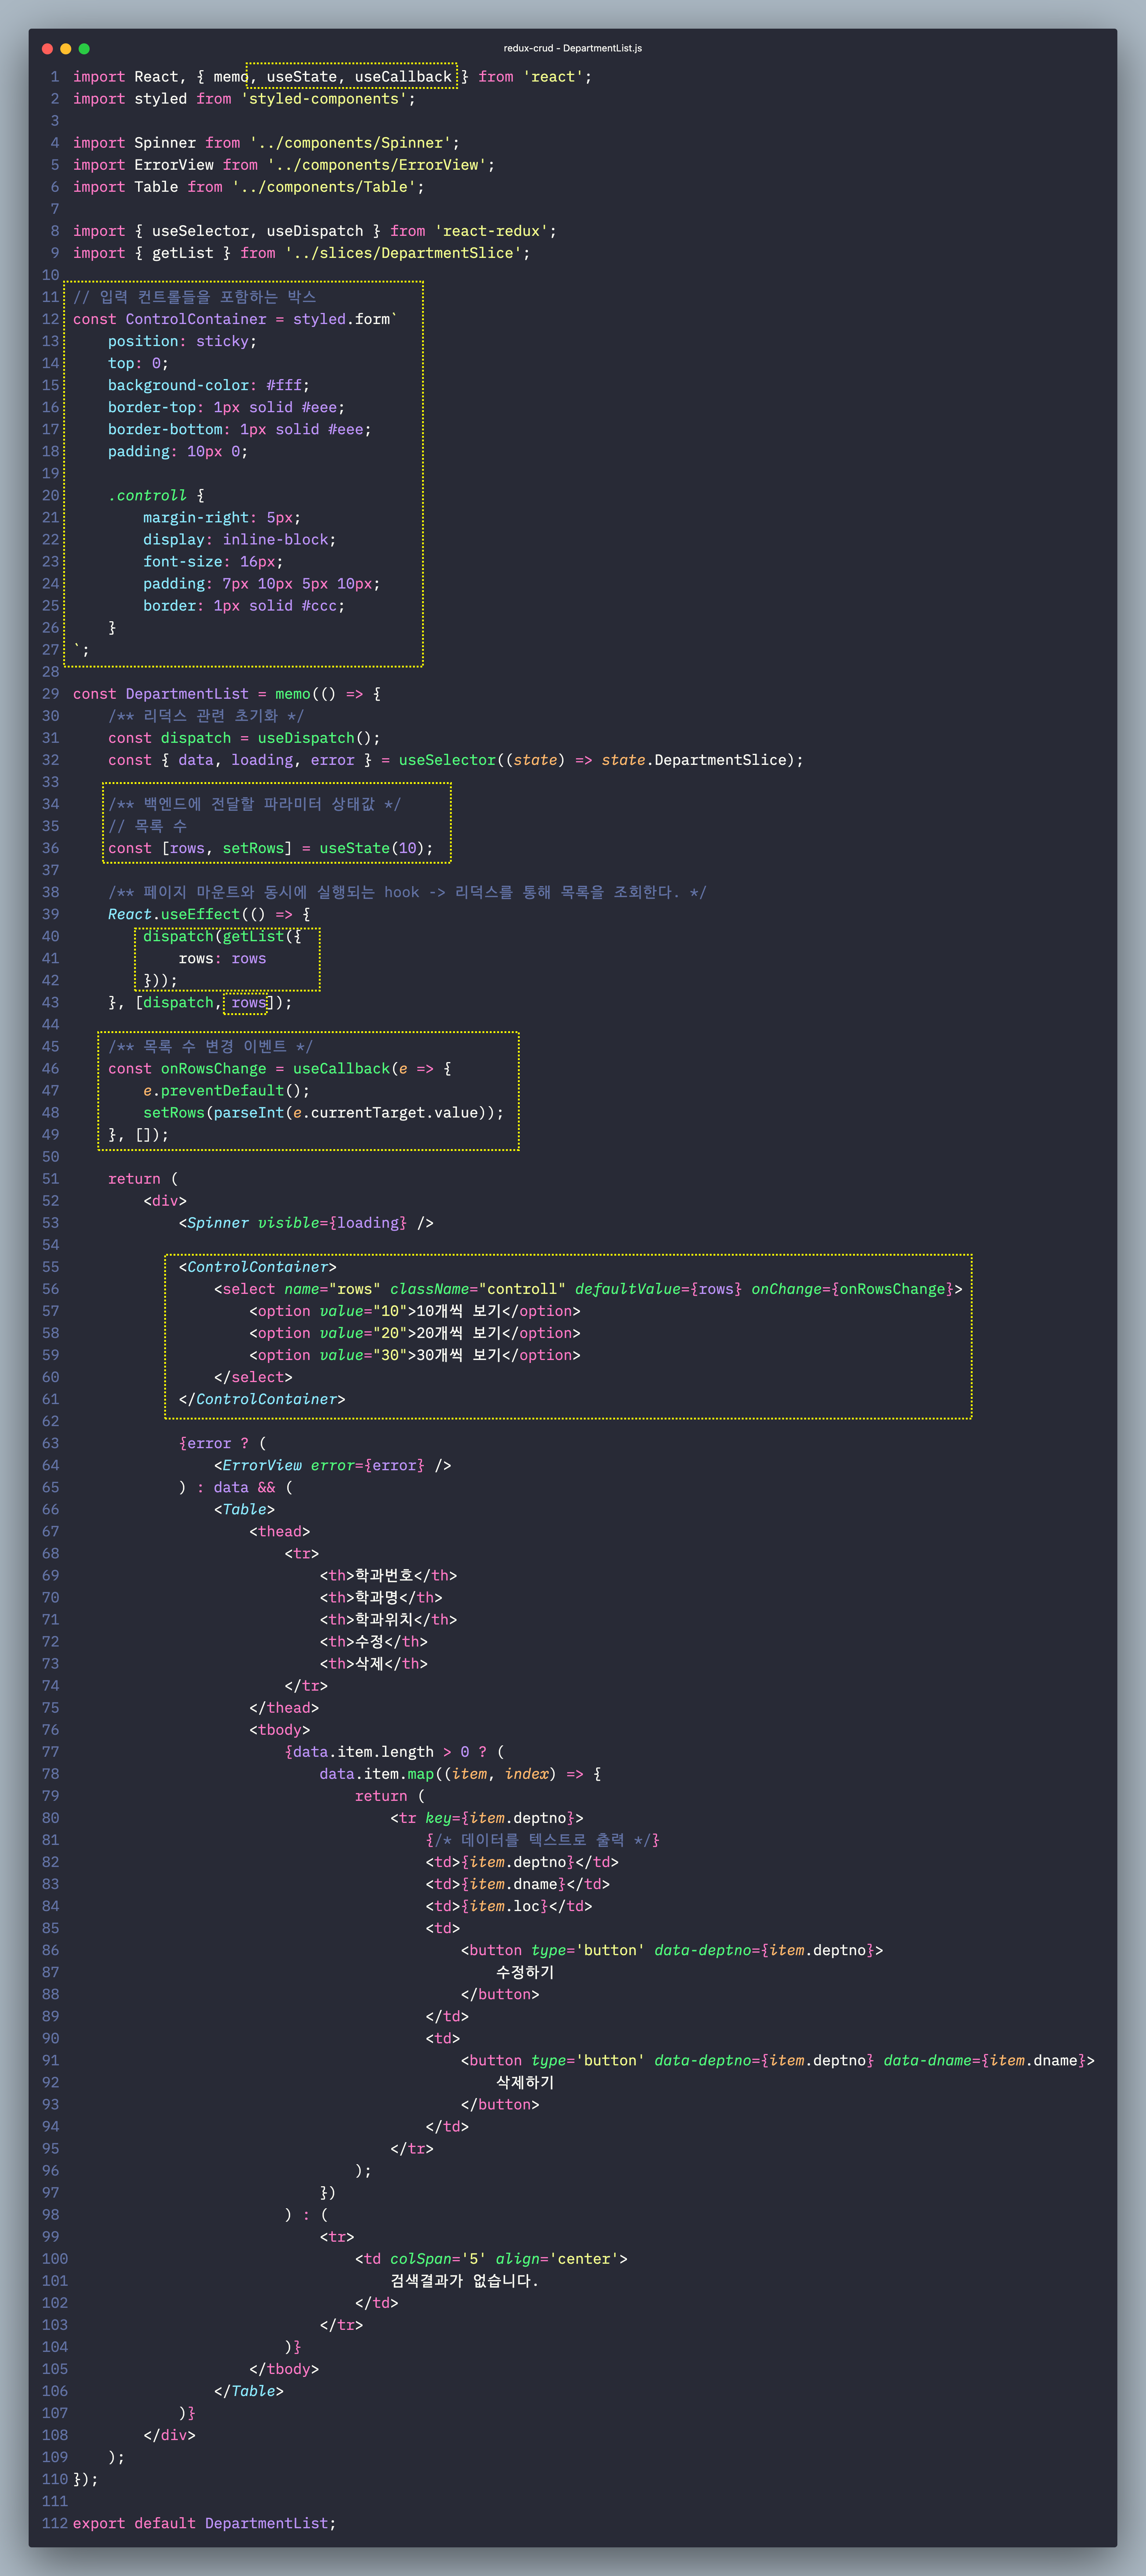 redux-crud - DepartmentList.js
1 import React, { memo, useState, useCallback } from 'react';
2 import styled from 'styled-components';
3
4 import Spinner from '../components/Spinner';
5 import ErrorView from '../components/ErrorView';
6 import Table from '../components/Table';
7
8 import { useSelector, useDispatch } from 'react-redux';
9 import { getList } from '../slices/DepartmentSlice';
10
11 // 입력 컨트롤들을 포함하는 박스
12 const ControlContainer = styled.form`
13     position: sticky;
14     top: 0;
15     background-color: #fff;
16     border-top: 1px solid #eee;
17     border-bottom: 1px solid #eee;
18     padding: 10px 0;
19
20     .controll {
21         margin-right: 5px;
22         display: inline-block;
23         font-size: 16px;
24         padding: 7px 10px 5px 10px;
25         border: 1px solid #ccc;
26     }
27 `;
28
29 const DepartmentList = memo(() => {
30     /** 리덕스 관련 초기화 */
31     const dispatch = useDispatch();
32     const { data, loading, error } = useSelector((state) => state.DepartmentSlice);
33
34     /** 백엔드에 전달할 파라미터 상태값 */
35     // 목록 수
36     const [rows, setRows] = useState(10);
37
38     /** 페이지 마운트와 동시에 실행되는 hook -> 리덕스를 통해 목록을 조회한다. */
39     React.useEffect(() => {
40         dispatch(getList({
41             rows: rows
42         }));
43     }, [dispatch, rows]);
44
45     /** 목록 수 변경 이벤트 */
46     const onRowsChange = useCallback(e => {
47         e.preventDefault();
48         setRows(parseInt(e.currentTarget.value));
49     }, []);
50
51     return (
52         <div>
53             <Spinner visible={loading} />
54
55             <ControlContainer>
56                 <select name="rows" className="controll" defaultValue={rows} onChange={onRowsChange}>
57                     <option value="10">10개씩 보기</option>
58                     <option value="20">20개씩 보기</option>
59                     <option value="30">30개씩 보기</option>
60                 </select>
61             </ControlContainer>
62
63             {error ? (
64                 <ErrorView error={error} />
65             ) : data && (
66                 <Table>
67                     <thead>
68                         <tr>
69                             <th>학과번호</th>
70                             <th>학과명</th>
71                             <th>학과위치</th>
72                             <th>수정</th>
73                             <th>삭제</th>
74                         </tr>
75                     </thead>
76                     <tbody>
77                         {data.item.length > 0 ? (
78                             data.item.map((item, index) => {
79                                 return (
80                                     <tr key={item.deptno}>
81                                         {/* 데이터를 텍스트로 출력 */}
82                                         <td>{item.deptno}</td>
83                                         <td>{item.dname}</td>
84                                         <td>{item.loc}</td>
85                                         <td>
86                                             <button type='button' data-deptno={item.deptno}>
87                                                 수정하기
88                                             </button>
89                                         </td>
90                                         <td>
91                                             <button type='button' data-deptno={item.deptno} data-dname={item.dname}>
92                                                 삭제하기
93                                             </button>
94                                         </td>
95                                     </tr>
96                                 );
97                             })
98                         ) : (
99                             <tr>
100                                 <td colSpan='5' align='center'>
101                                     검색결과가 없습니다.
102                                 </td>
103                             </tr>
104                         )}
105                     </tbody>
106                 </Table>
107             )}
108         </div>
109     );
110 });
111
112 export default DepartmentList;